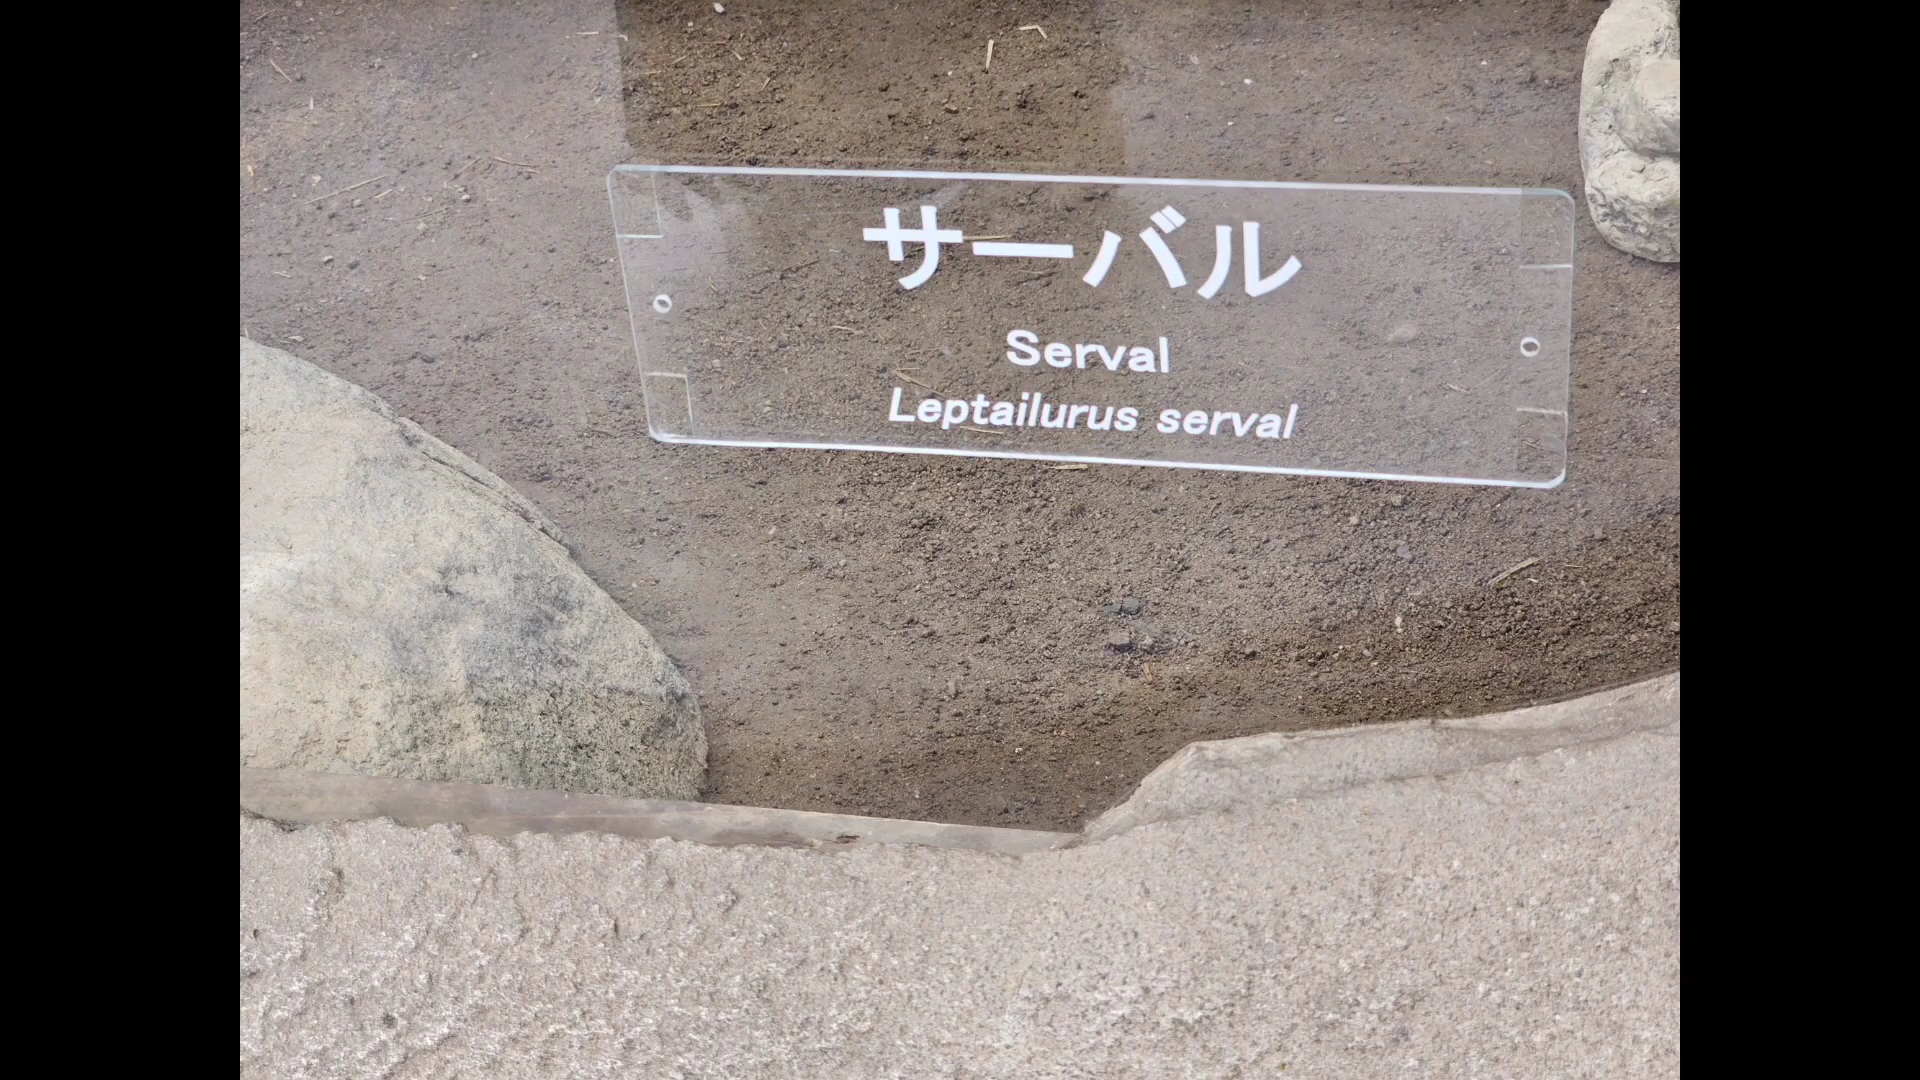 サーバル
Serval
Leptailurus serval